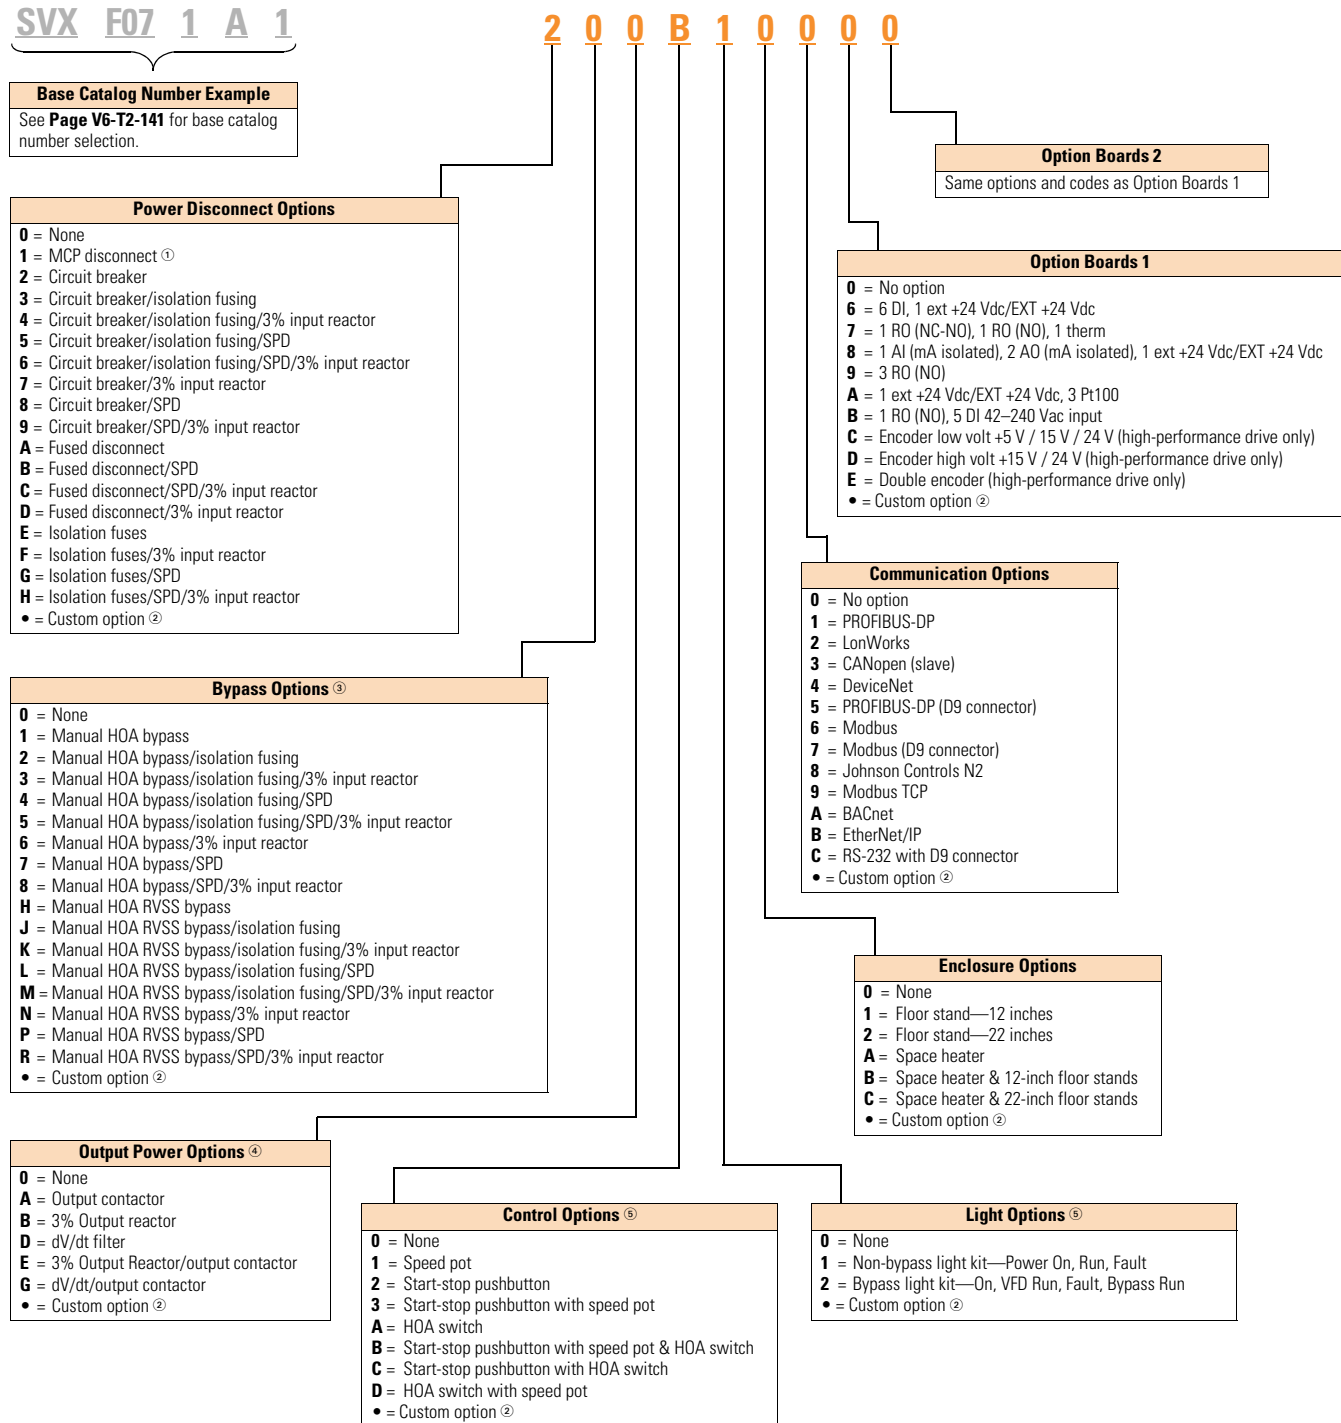 SVX F07 1 A 1 2 0 0 B 1 0 0 0 0
Base Catalog Number Example
See Page V6-T2-141 for base catalog
number selection.
Power Disconnect Options
0 = None
1 = MCP disconnect ①
2 = Circuit breaker
3 = Circuit breaker/isolation fusing
4 = Circuit breaker/isolation fusing/3% input reactor
5 = Circuit breaker/isolation fusing/SPD
6 = Circuit breaker/isolation fusing/SPD/3% input reactor
7 = Circuit breaker/3% input reactor
8 = Circuit breaker/SPD
9 = Circuit breaker/SPD/3% input reactor
A = Fused disconnect
B = Fused disconnect/SPD
C = Fused disconnect/SPD/3% input reactor
D = Fused disconnect/3% input reactor
E = Isolation fuses
F = Isolation fuses/3% input reactor
G = Isolation fuses/SPD
H = Isolation fuses/SPD/3% input reactor
• = Custom option ②
Bypass Options ③
0 = None
1 = Manual HOA bypass
2 = Manual HOA bypass/isolation fusing
3 = Manual HOA bypass/isolation fusing/3% input reactor
4 = Manual HOA bypass/isolation fusing/SPD
5 = Manual HOA bypass/isolation fusing/SPD/3% input reactor
6 = Manual HOA bypass/3% input reactor
7 = Manual HOA bypass/SPD
8 = Manual HOA bypass/SPD/3% input reactor
H = Manual HOA RVSS bypass
J = Manual HOA RVSS bypass/isolation fusing
K = Manual HOA RVSS bypass/isolation fusing/3% input reactor
L = Manual HOA RVSS bypass/isolation fusing/SPD
M = Manual HOA RVSS bypass/isolation fusing/SPD/3% input reactor
N = Manual HOA RVSS bypass/3% input reactor
P = Manual HOA RVSS bypass/SPD
R = Manual HOA RVSS bypass/SPD/3% input reactor
• = Custom option ②
Output Power Options ④
0 = None
A = Output contactor
B = 3% Output reactor
D = dV/dt filter
E = 3% Output Reactor/output contactor
G = dV/dt/output contactor
• = Custom option ②
Control Options ⑤
0 = None
1 = Speed pot
2 = Start-stop pushbutton
3 = Start-stop pushbutton with speed pot
A = HOA switch
B = Start-stop pushbutton with speed pot & HOA switch
C = Start-stop pushbutton with HOA switch
D = HOA switch with speed pot
• = Custom option ②
Light Options ⑤
0 = None
1 = Non-bypass light kit—Power On, Run, Fault
2 = Bypass light kit—On, VFD Run, Fault, Bypass Run
• = Custom option ②
Enclosure Options
0 = None
1 = Floor stand—12 inches
2 = Floor stand—22 inches
A = Space heater
B = Space heater & 12-inch floor stands
C = Space heater & 22-inch floor stands
• = Custom option ②
Communication Options
0 = No option
1 = PROFIBUS-DP
2 = LonWorks
3 = CANopen (slave)
4 = DeviceNet
5 = PROFIBUS-DP (D9 connector)
6 = Modbus
7 = Modbus (D9 connector)
8 = Johnson Controls N2
9 = Modbus TCP
A = BACnet
B = EtherNet/IP
C = RS-232 with D9 connector
• = Custom option ②
Option Boards 1
0 = No option
6 = 6 DI, 1 ext +24 Vdc/EXT +24 Vdc
7 = 1 RO (NC-NO), 1 RO (NO), 1 therm
8 = 1 AI (mA isolated), 2 AO (mA isolated), 1 ext +24 Vdc/EXT +24 Vdc
9 = 3 RO (NO)
A = 1 ext +24 Vdc/EXT +24 Vdc, 3 Pt100
B = 1 RO (NO), 5 DI 42–240 Vac input
C = Encoder low volt +5 V / 15 V / 24 V (high-performance drive only)
D = Encoder high volt +15 V / 24 V (high-performance drive only)
E = Double encoder (high-performance drive only)
• = Custom option ②
Option Boards 2
Same options and codes as Option Boards 1